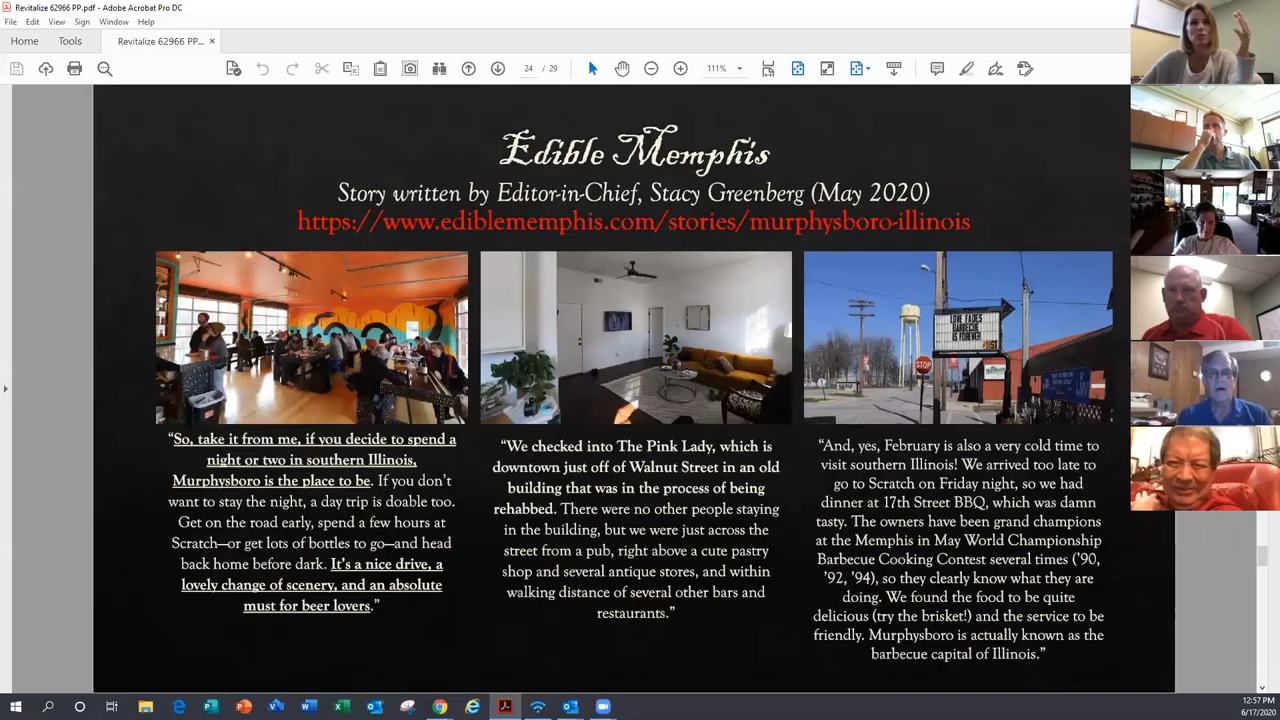 Revitalize 62966 PP.pdf - Adobe Acrobat Pro DC
File Edit View Sign Window Help
Home Tools Revitalize 62966 PP... ×
24 / 29 111%
Edible Memphis
Story written by Editor-in-Chief, Stacy Greenberg (May 2020)
https://www.ediblememphis.com/stories/murphysboro-illinois
LOVE FADES
BARBECUE
IS FOREVER
STOP
“So, take it from me, if you decide to spend a
night or two in southern Illinois,
Murphysboro is the place to be. If you don’t
want to stay the night, a day trip is doable too.
Get on the road early, spend a few hours at
Scratch—or get lots of bottles to go—and head
back home before dark. It’s a nice drive, a
lovely change of scenery, and an absolute
must for beer lovers.”
“We checked into The Pink Lady, which is
downtown just off of Walnut Street in an old
building that was in the process of being
rehabbed. There were no other people staying
in the building, but we were just across the
street from a pub, right above a cute pastry
shop and several antique stores, and within
walking distance of several other bars and
restaurants.”
“And, yes, February is also a very cold time to
visit southern Illinois! We arrived too late to
go to Scratch on Friday night, so we had
dinner at 17th Street BBQ, which was damn
tasty. The owners have been grand champions
at the Memphis in May World Championship
Barbecue Cooking Contest several times (’90,
’92, ’94), so they clearly know what they are
doing. We found the food to be quite
delicious (try the brisket!) and the service to be
friendly. Murphysboro is actually known as the
barbecue capital of Illinois.”
12:57 PM
6/17/2020